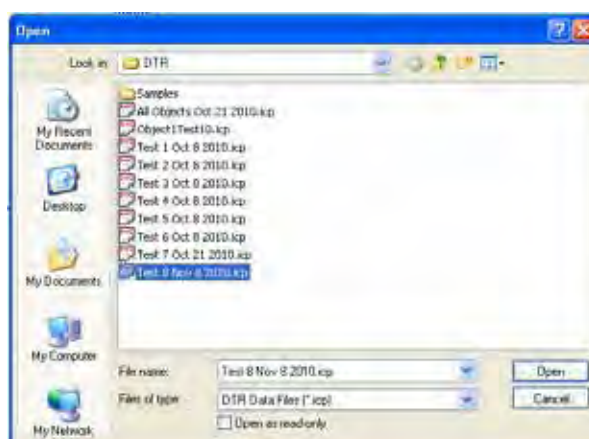 Open
Look in: DTR
Samples
All Objects Oct 21 2010.icp
Object1Test10.icp
Test 1 Oct 8 2010.icp
Test 2 Oct 8 2010.icp
Test 3 Oct 8 2010.icp
Test 4 Oct 8 2010.icp
Test 5 Oct 8 2010.icp
Test 6 Oct 8 2010.icp
Test 7 Oct 21 2010.icp
Test 8 Nov 8 2010.icp
My Recent
Documents
Desktop
My Documents
My Computer
My Network
File name: Test 8 Nov 8 2010.icp Open
Files of type: DTR Data Files (*.icp) Cancel
Open as read-only